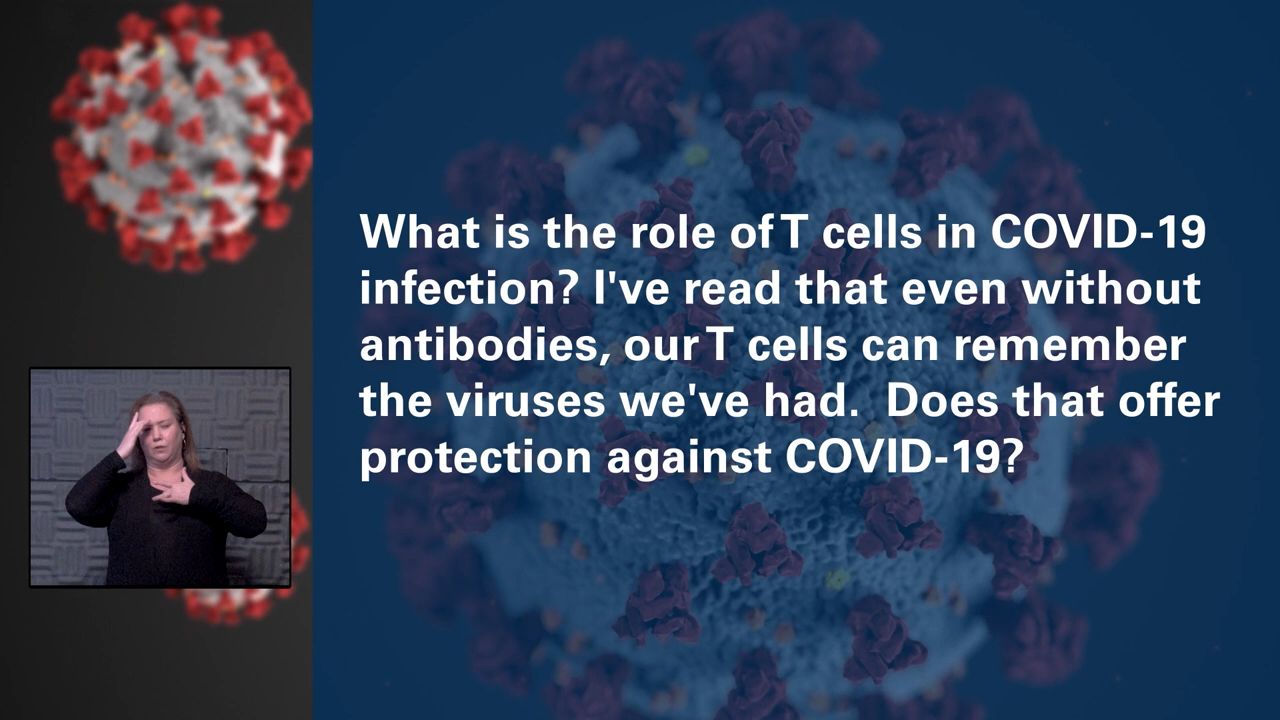 What is the role of T cells in COVID-19
infection? I've read that even without
antibodies, our T cells can remember
the viruses we've had.  Does that offer
protection against COVID-19?